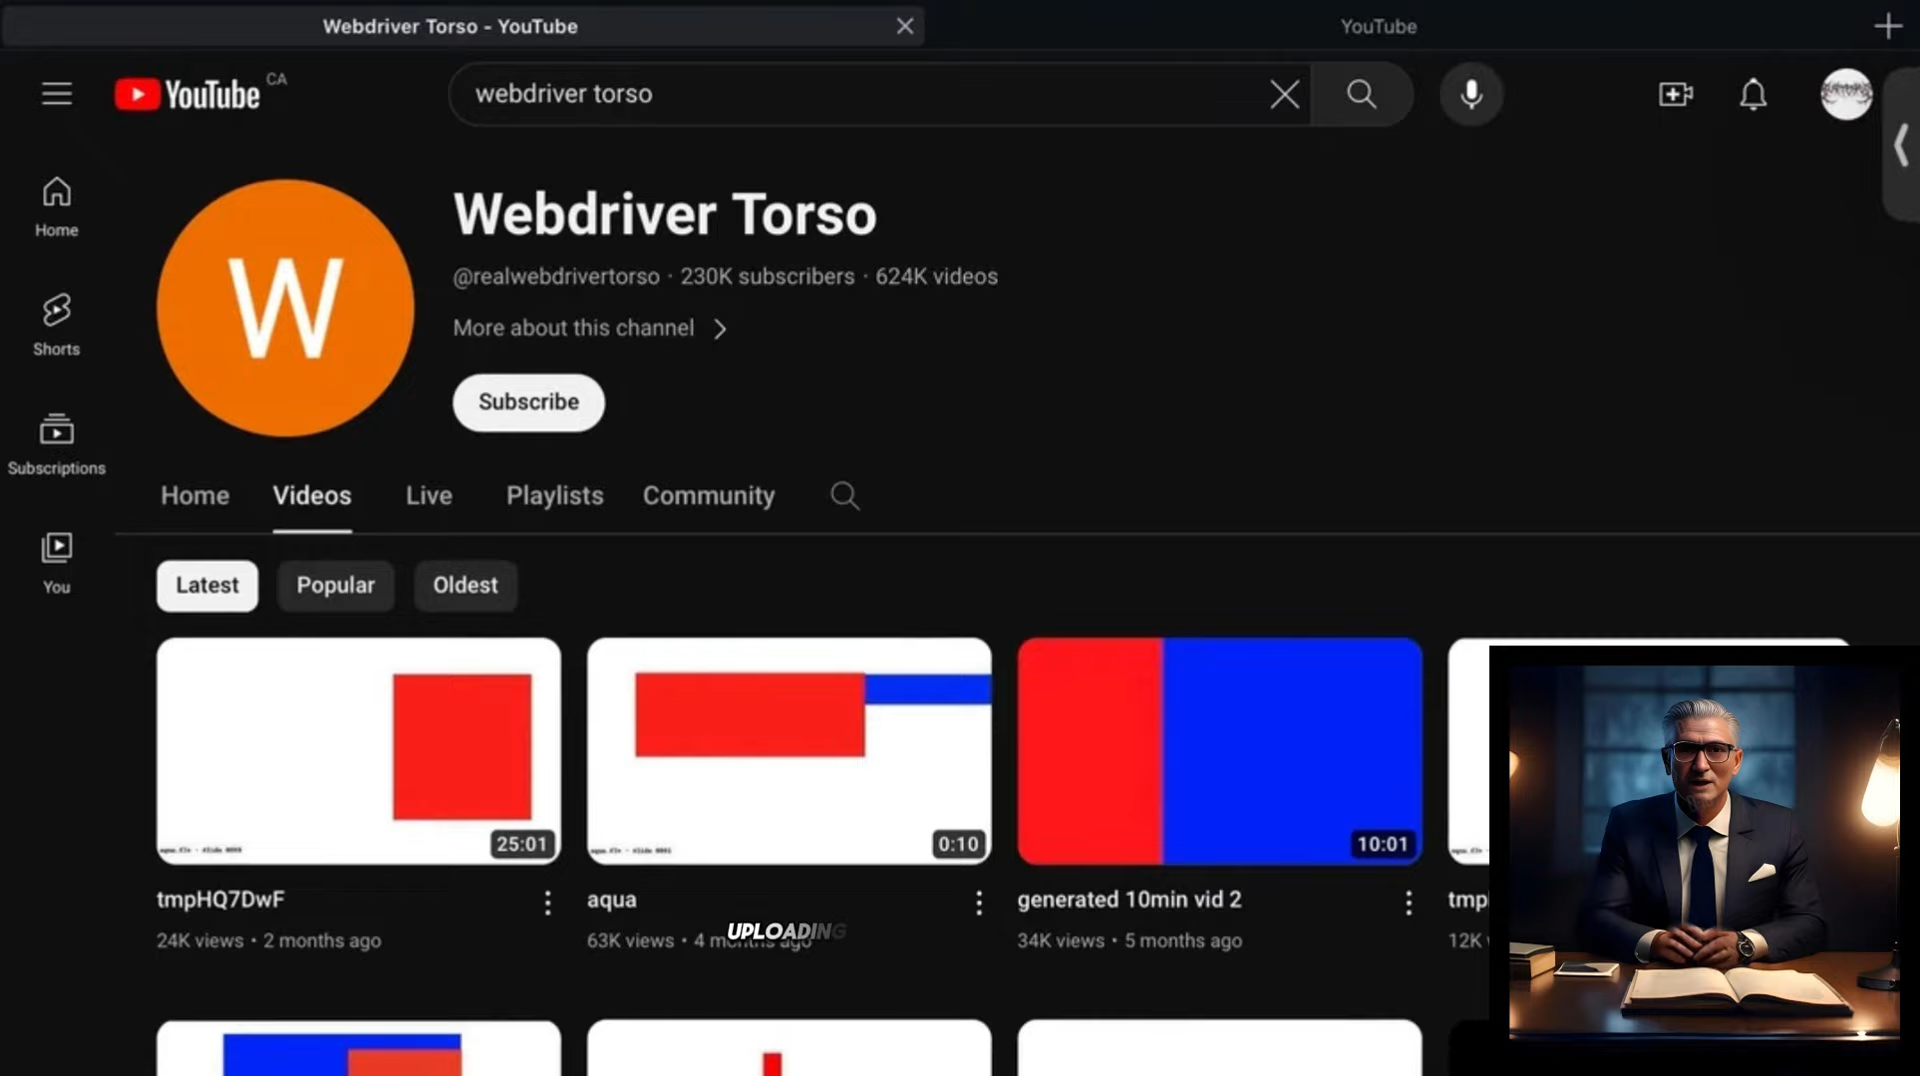 Webdriver Torso - YouTube
YouTube
YouTube CA
webdriver torso
Home
Shorts
Subscriptions
You
W
Webdriver Torso
@realwebdrivertorso · 230K subscribers · 624K videos
More about this channel
Subscribe
Home Videos Live Playlists Community
Latest Popular Oldest
25:01
0:10
10:01
tmpHQ7DwF
24K views · 2 months ago
aqua
63K views · 4 months ago
UPLOADING
generated 10min vid 2
34K views · 5 months ago
12K